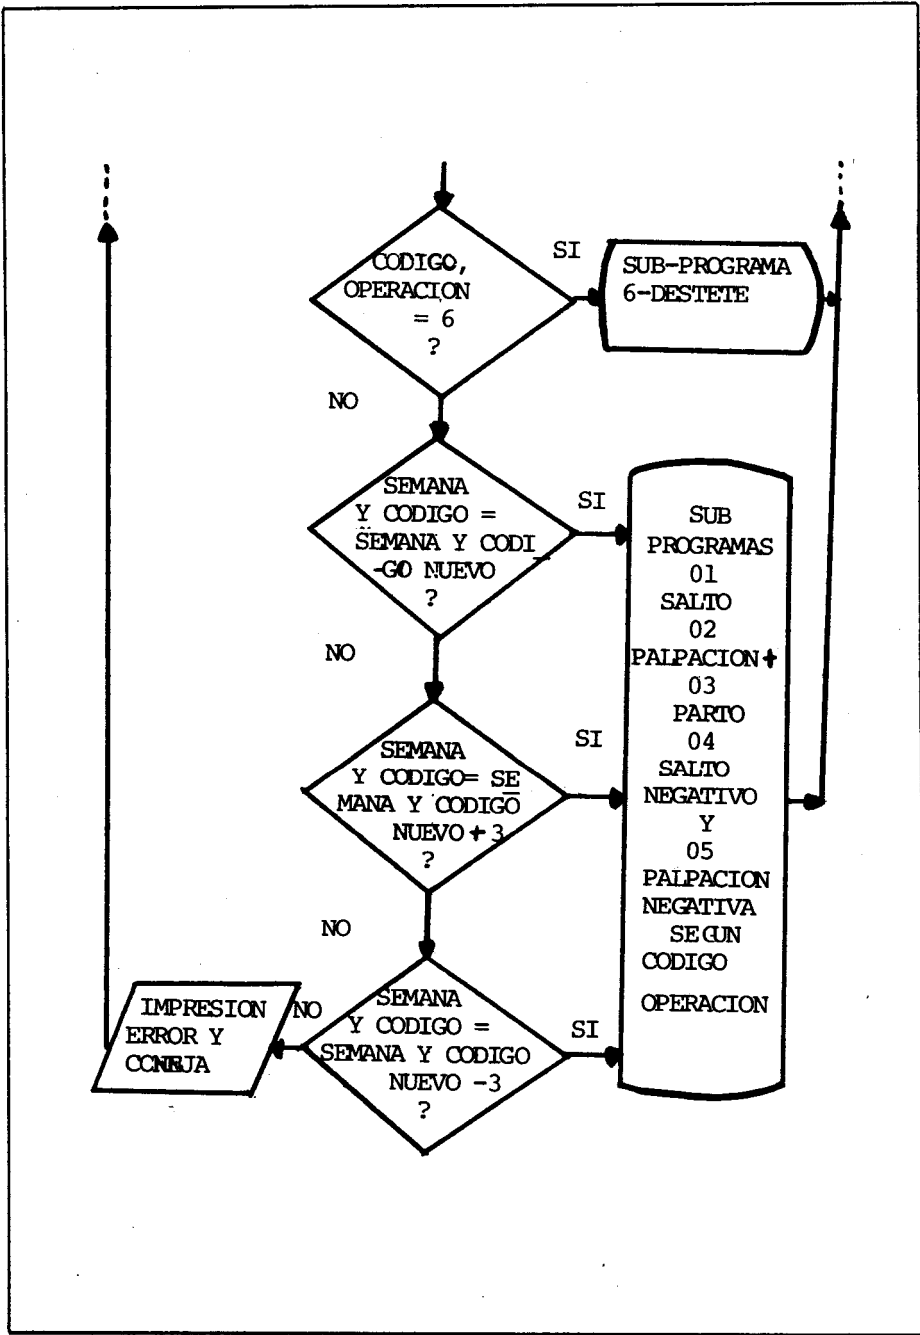 CODIGO,
OPERACION
= 6
?
SI
SUB-PROGRAMA
6-DESTETE
NO
SEMANA
Y CODIGO =
SEMANA Y CODI
-GO NUEVO
?
SI
NO
SEMANA
Y CODIGO= SE
MANA Y CODIGO
NUEVO + 3
?
SI
NO
SEMANA
Y CODIGO =
SEMANA Y CODIGO
NUEVO -3
?
SI
NO
IMPRESION
ERROR Y
CONEJA
SUB
PROGRAMAS
01
SALTO
02
PALPACION +
03
PARTO
04
SALTO
NEGATIVO
Y
05
PALPACION
NEGATIVA
SEGUN
CODIGO
OPERACION